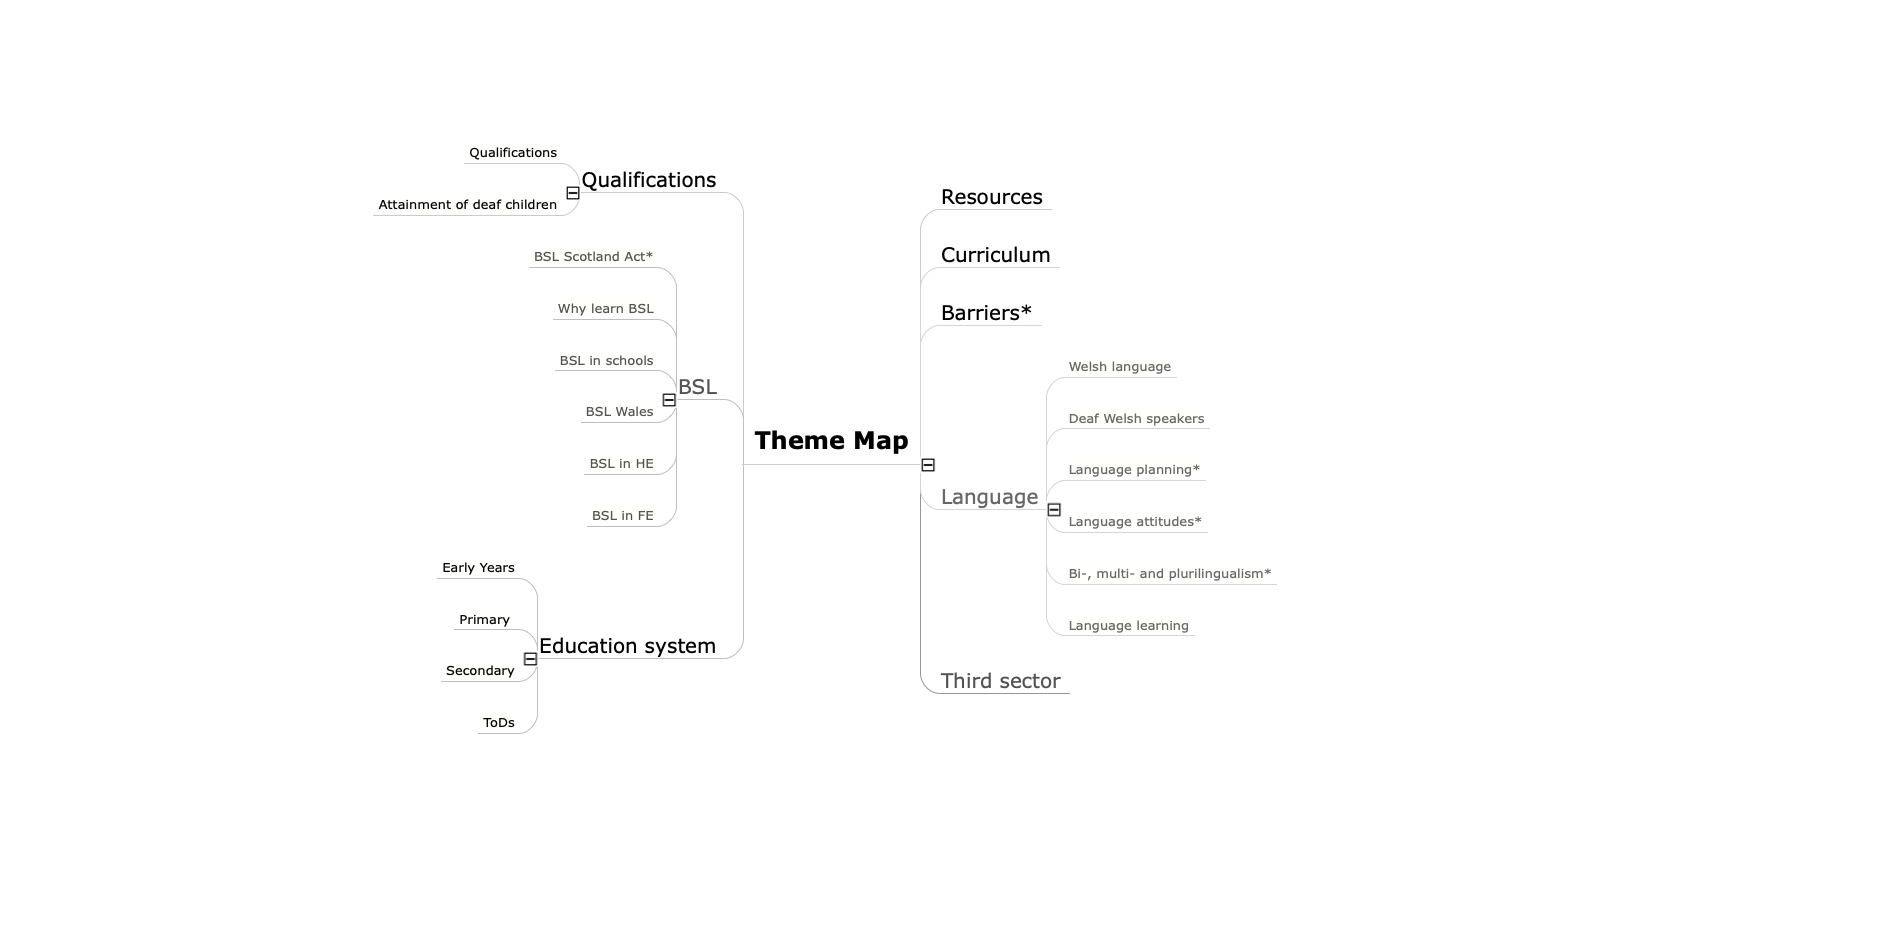 Theme Map
Qualifications
Qualifications
Attainment of deaf children
BSL
BSL Scotland Act*
Why learn BSL
BSL in schools
BSL Wales
BSL in HE
BSL in FE
Education system
Early Years
Primary
Secondary
ToDs
Resources
Curriculum
Barriers*
Language
Welsh language
Deaf Welsh speakers
Language planning*
Language attitudes*
Bi-, multi- and plurilingualism*
Language learning
Third sector